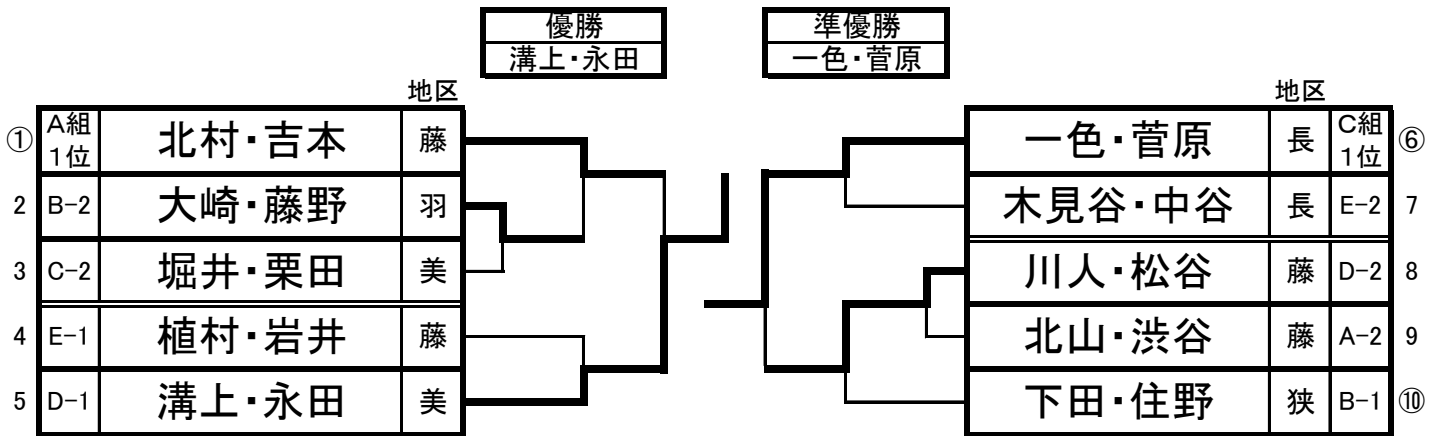 優勝
溝上・永田
準優勝
一色・菅原
地区
① A組1位 北村・吉本 藤
2 B-2 大崎・藤野 羽
3 C-2 堀井・栗田 美
4 E-1 植村・岩井 藤
5 D-1 溝上・永田 美
地区
一色・菅原 長 C組1位 ⑥
木見谷・中谷 長 E-2 7
川人・松谷 藤 D-2 8
北山・渋谷 藤 A-2 9
下田・住野 狭 B-1 ⑩